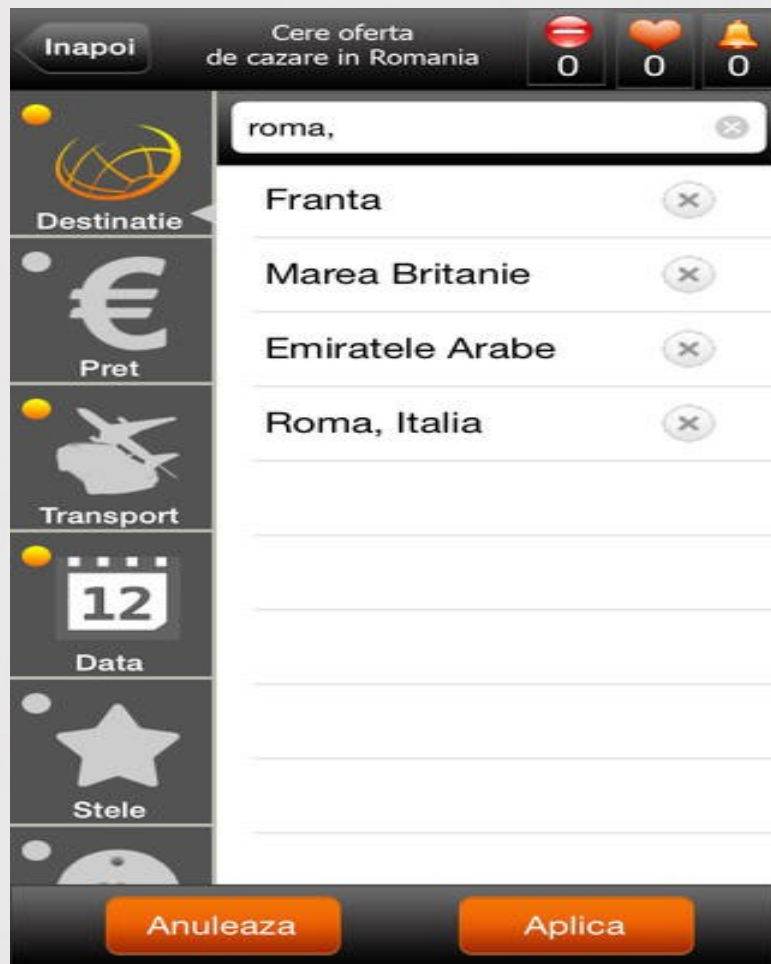 Inapoi
Cere oferta
de cazare in Romania
0
0
0
roma,
Destinatie
Franta
Marea Britanie
Pret
Emiratele Arabe
Roma, Italia
Transport
12
Data
Stele
Anuleaza
Aplica